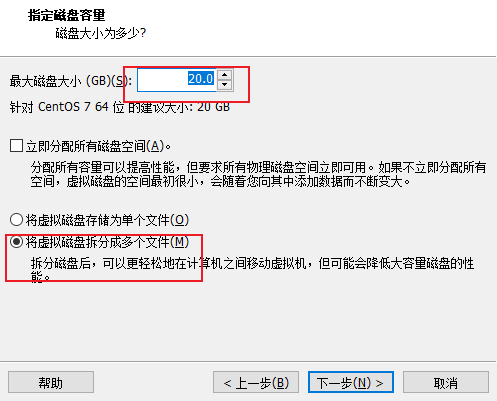 指定磁盘容量
磁盘大小为多少?
最大磁盘大小 (GB)(S):
20.0
针对 CentOS 7 64 位 的建议大小: 20 GB
立即分配所有磁盘空间(A)。
分配所有容量可以提高性能，但要求所有物理磁盘空间立即可用。如果不立即分配所有
空间，虚拟磁盘的空间最初很小，会随着您向其中添加数据而不断变大。
将虚拟磁盘存储为单个文件(O)
将虚拟磁盘拆分成多个文件(M)
拆分磁盘后，可以更轻松地在计算机之间移动虚拟机，但可能会降低大容量磁盘的性
能。
帮助
< 上一步(B)
下一步(N) >
取消